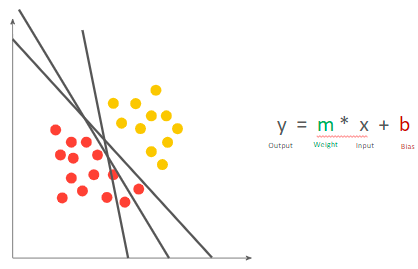 y = m * x + b
Output Weight Input Bias